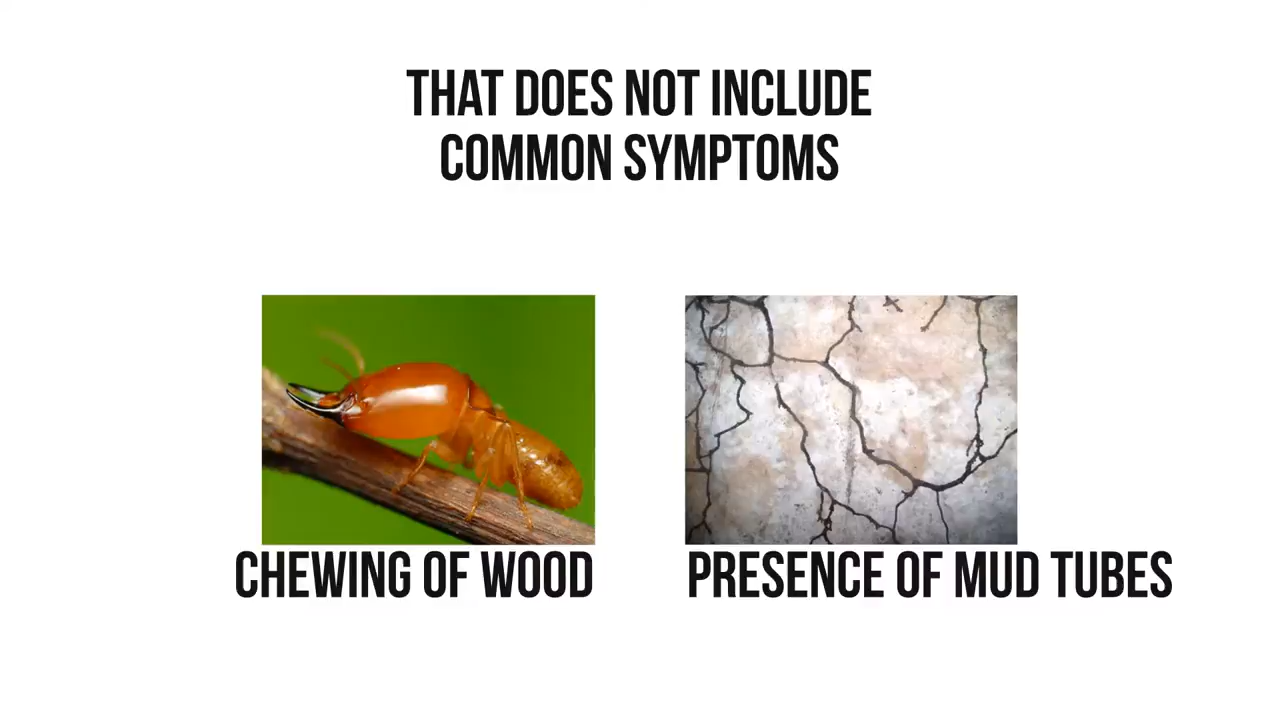 THAT DOES NOT INCLUDE
COMMON SYMPTOMS
CHEWING OF WOOD
PRESENCE OF MUD TUBES